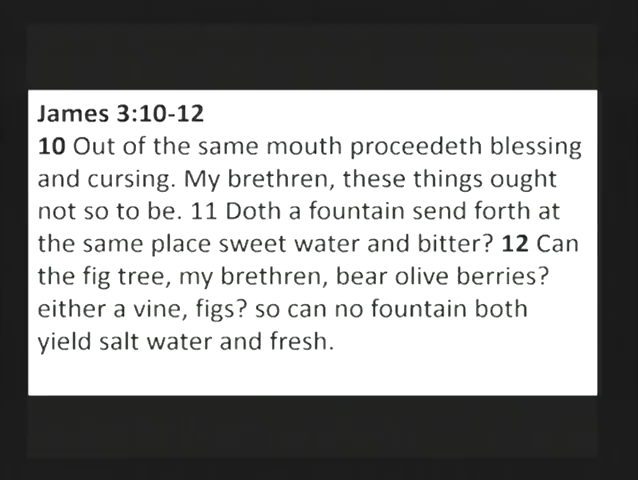 James 3:10-12
10 Out of the same mouth proceedeth blessing
and cursing. My brethren, these things ought
not so to be. 11 Doth a fountain send forth at
the same place sweet water and bitter? 12 Can
the fig tree, my brethren, bear olive berries?
either a vine, figs? so can no fountain both
yield salt water and fresh.